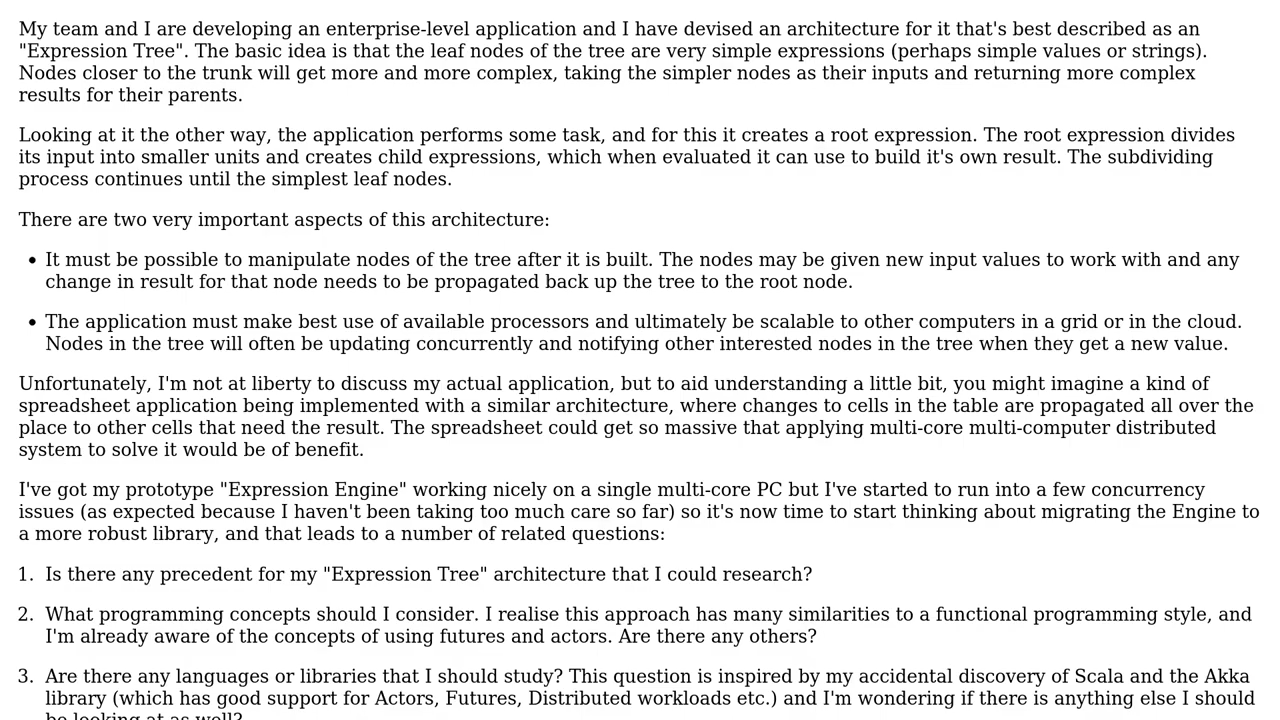 My team and I are developing an enterprise-level application and I have devised an architecture for it that's best described as an
"Expression Tree". The basic idea is that the leaf nodes of the tree are very simple expressions (perhaps simple values or strings).
Nodes closer to the trunk will get more and more complex, taking the simpler nodes as their inputs and returning more complex
results for their parents.
Looking at it the other way, the application performs some task, and for this it creates a root expression. The root expression divides
its input into smaller units and creates child expressions, which when evaluated it can use to build it's own result. The subdividing
process continues until the simplest leaf nodes.
There are two very important aspects of this architecture:
• It must be possible to manipulate nodes of the tree after it is built. The nodes may be given new input values to work with and any
change in result for that node needs to be propagated back up the tree to the root node.
• The application must make best use of available processors and ultimately be scalable to other computers in a grid or in the cloud.
Nodes in the tree will often be updating concurrently and notifying other interested nodes in the tree when they get a new value.
Unfortunately, I'm not at liberty to discuss my actual application, but to aid understanding a little bit, you might imagine a kind of
spreadsheet application being implemented with a similar architecture, where changes to cells in the table are propagated all over the
place to other cells that need the result. The spreadsheet could get so massive that applying multi-core multi-computer distributed
system to solve it would be of benefit.
I've got my prototype "Expression Engine" working nicely on a single multi-core PC but I've started to run into a few concurrency
issues (as expected because I haven't been taking too much care so far) so it's now time to start thinking about migrating the Engine to
a more robust library, and that leads to a number of related questions:
1. Is there any precedent for my "Expression Tree" architecture that I could research?
2. What programming concepts should I consider. I realise this approach has many similarities to a functional programming style, and
I'm already aware of the concepts of using futures and actors. Are there any others?
3. Are there any languages or libraries that I should study? This question is inspired by my accidental discovery of Scala and the Akka
library (which has good support for Actors, Futures, Distributed workloads etc.) and I'm wondering if there is anything else I should
be looking at as well?